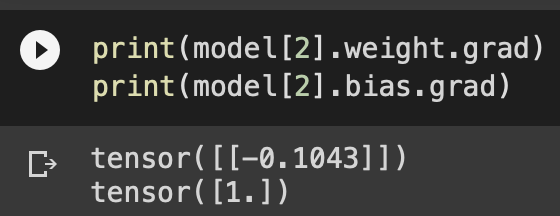 print(model[2].weight.grad)
print(model[2].bias.grad)
tensor([[-0.1043]])
tensor([1.])